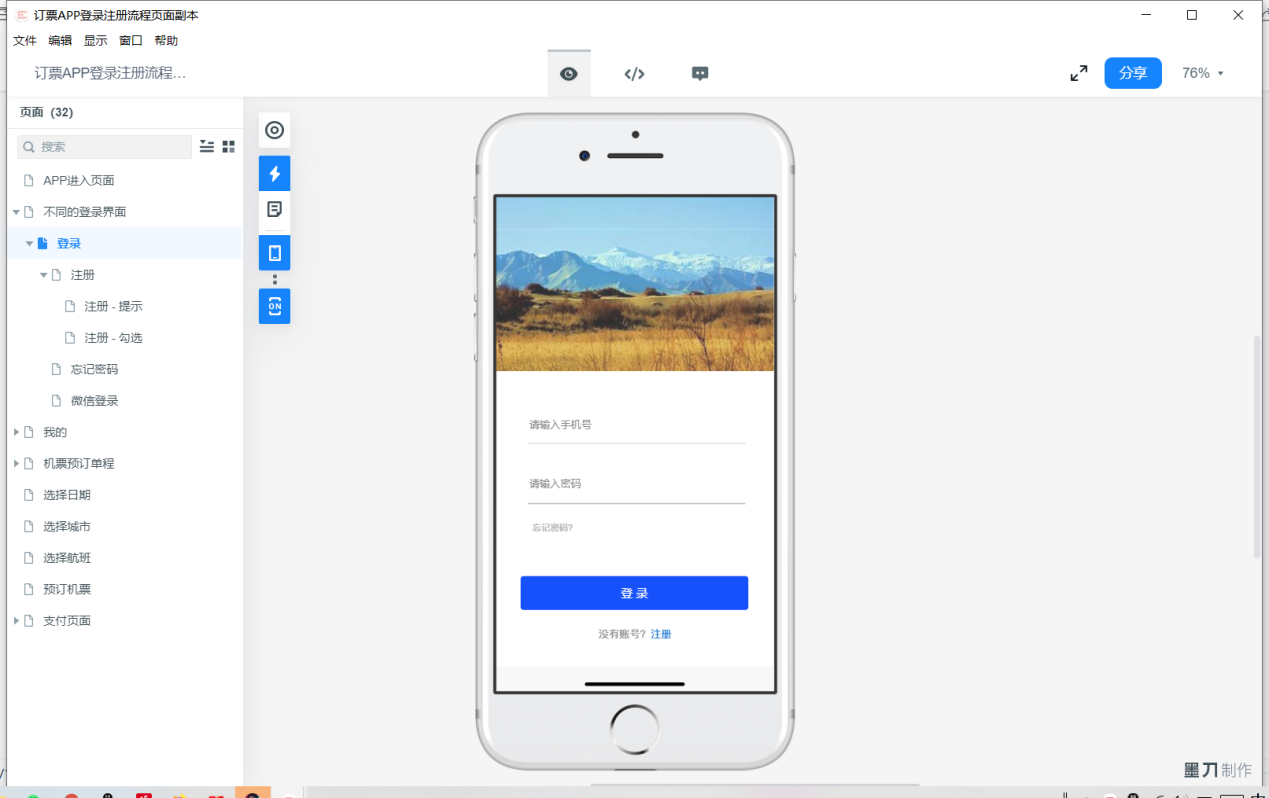 订票APP登录注册流程页面副本
文件 编辑 显示 窗口 帮助
订票APP登录注册流程…
</>
分享
76%
页面 (32)
搜索
APP进入页面
不同的登录界面
登录
注册
注册 - 提示
注册 - 勾选
忘记密码
微信登录
我的
机票预订单程
选择日期
选择城市
选择航班
预订机票
支付页面
ON
请输入手机号
请输入密码
忘记密码?
登 录
没有账号? 注册
墨刀制作